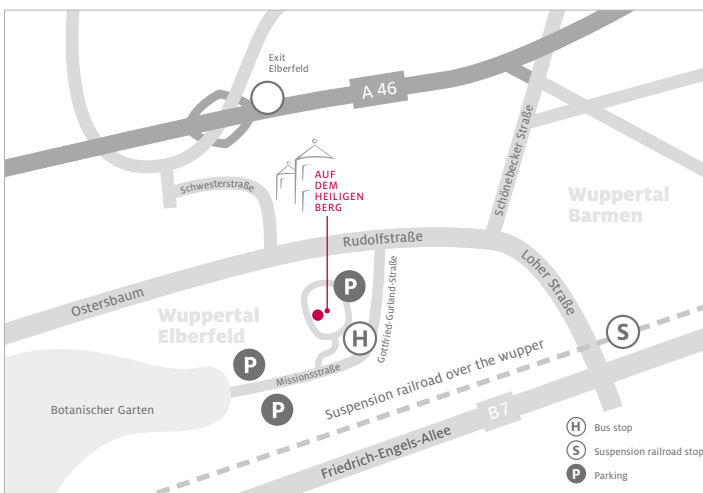 Exit
Elberfeld
A 46
Schönebecker Straße
Schwesterstraße
AUF
DEM
HEILIGEN
BERG
Wuppertal
Barmen
Rudolfstraße
Loher Straße
Ostersbaum
Gottfried-Gurland-Straße
P
Wuppertal
Elberfeld
H
S
P
Missionsstraße
Suspension railroad over the wupper
P
Botanischer Garten
B 7
Friedrich-Engels-Allee
H Bus stop
S Suspension railroad stop
P Parking